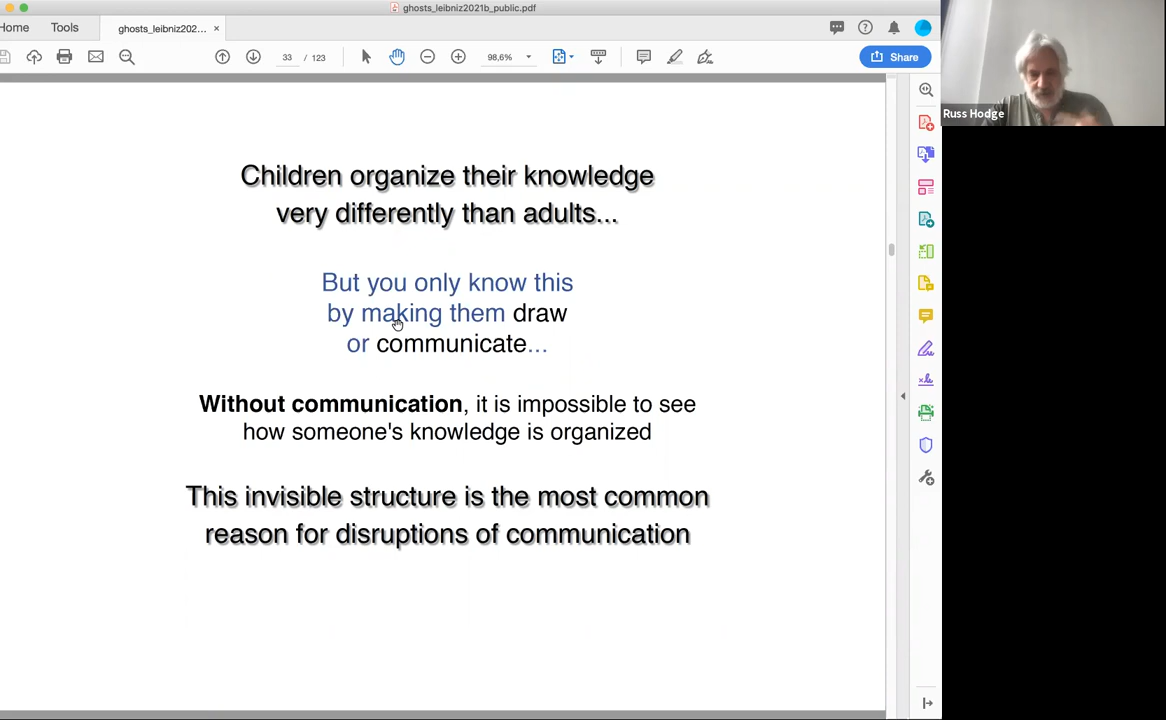 ghosts_leibniz2021b_public.pdf
Home
Tools
ghosts_leibniz202... ×
33 / 123
98,6%
Share
Russ Hodge
Children organize their knowledge
very differently than adults...
But you only know this
by making them draw
or communicate...
Without communication, it is impossible to see
how someone's knowledge is organized
This invisible structure is the most common
reason for disruptions of communication